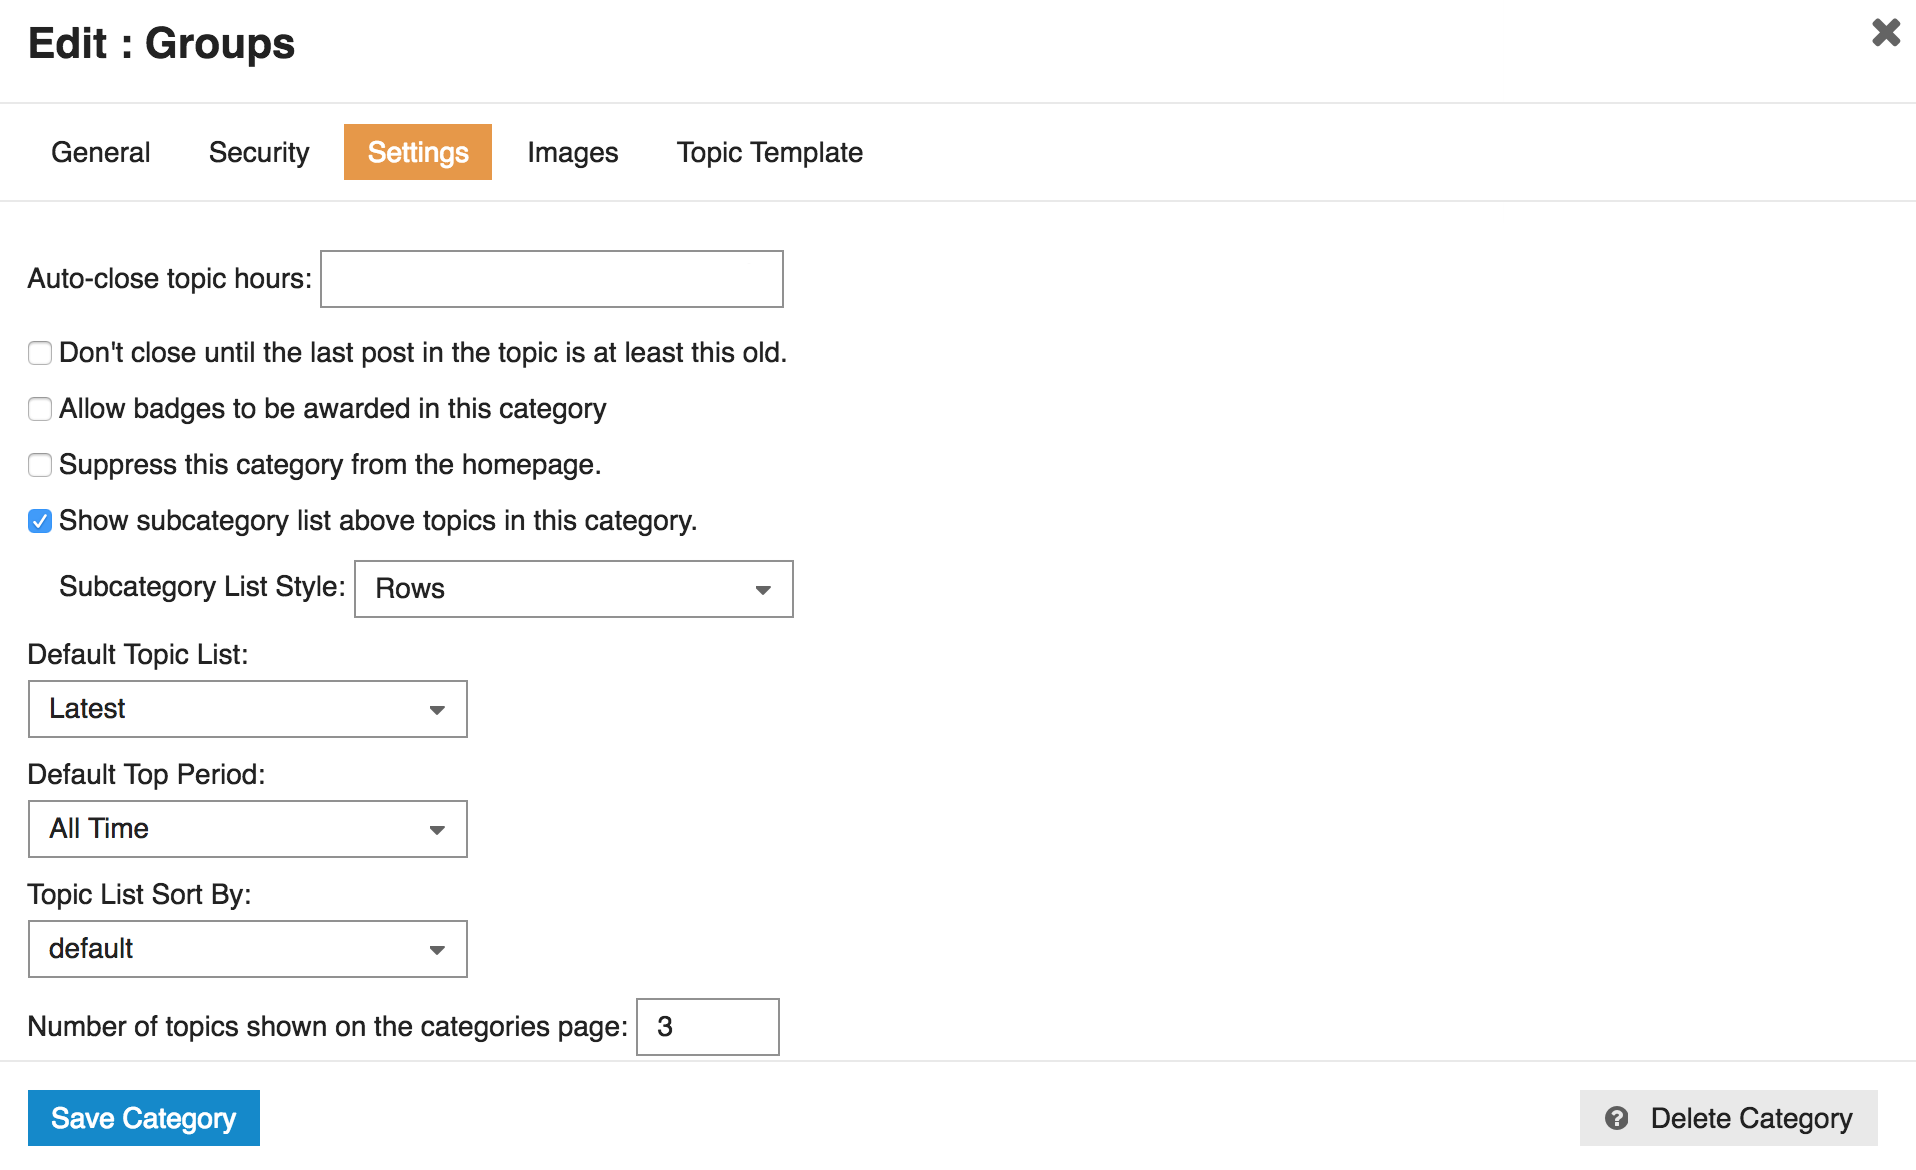 Edit : Groups
General Security Settings Images Topic Template
Auto-close topic hours:
Don't close until the last post in the topic is at least this old.
Allow badges to be awarded in this category
Suppress this category from the homepage.
Show subcategory list above topics in this category.
Subcategory List Style: Rows
Default Topic List:
Latest
Default Top Period:
All Time
Topic List Sort By:
default
Number of topics shown on the categories page: 3
Save Category Delete Category